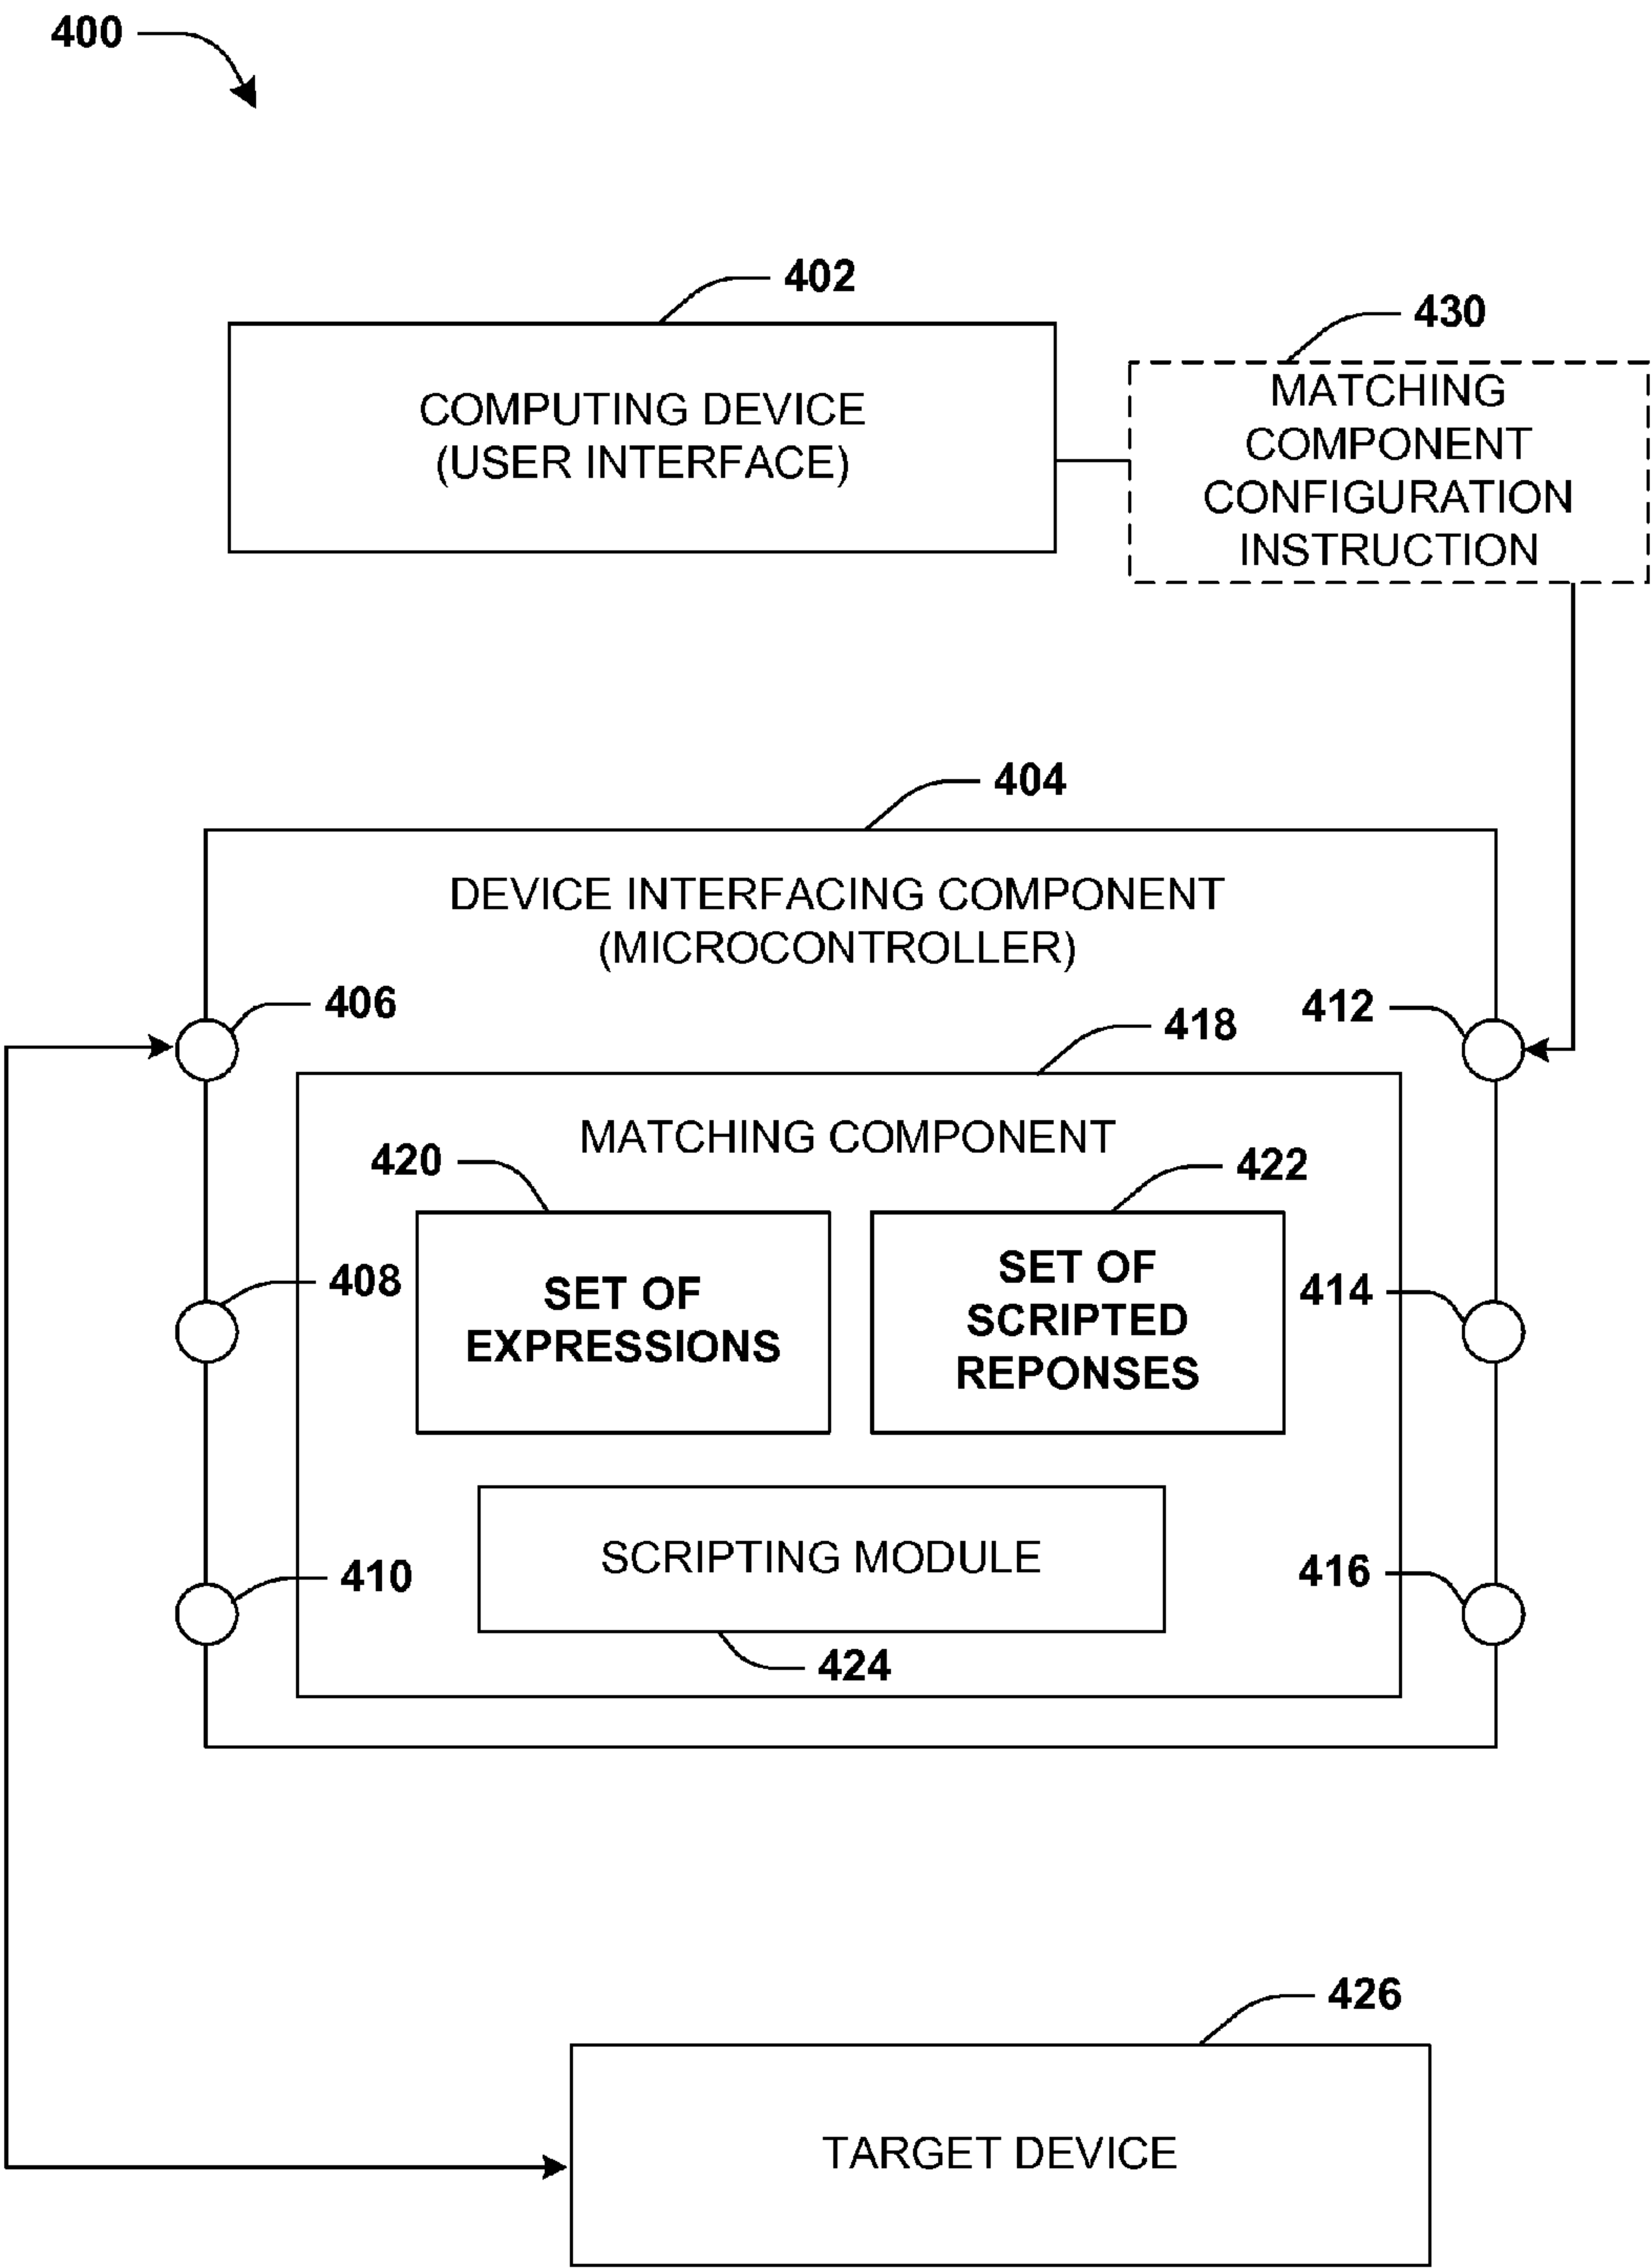 400
402
430
COMPUTING DEVICE
(USER INTERFACE)
MATCHING
COMPONENT
CONFIGURATION
INSTRUCTION
404
DEVICE INTERFACING COMPONENT
(MICROCONTROLLER)
406
412
418
MATCHING COMPONENT
420
422
408
SET OF
EXPRESSIONS
SET OF
SCRIPTED
REPONSES
414
SCRIPTING MODULE
410
416
424
426
TARGET DEVICE